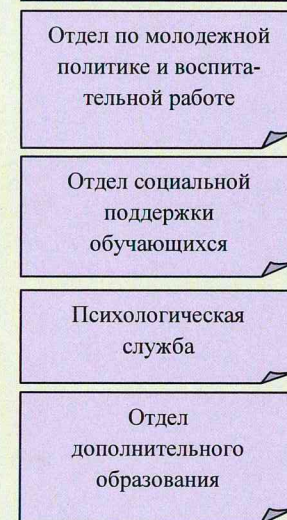 Отдел по молодежной
политике и воспита-
тельной работе
Отдел социальной
поддержки
обучающихся
Психологическая
служба
Отдел
дополнительного
образования